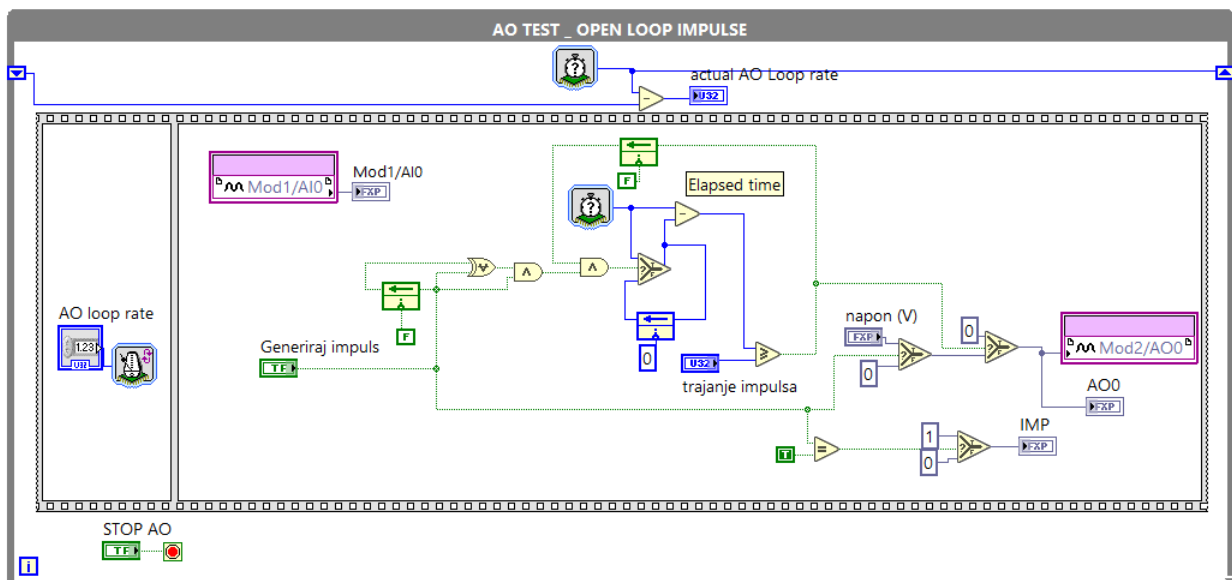 AO TEST _ OPEN LOOP IMPULSE
actual AO Loop rate
U32
Mod1/AI0
Mod1/AI0
FXP
F
Elapsed time
AO loop rate
1.23
U32
F
Generiraj impuls
TF
0
U32
trajanje impulsa
napon (V)
FXP
0
0
Mod2/AO0
AO0
FXP
T
1
0
IMP
FXP
STOP AO
TF
i